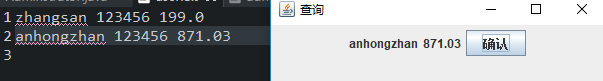 1 zhangsan 123456 199.0
2 anhongzhan 123456 871.03
3
查询
anhongzhan 871.03 确认